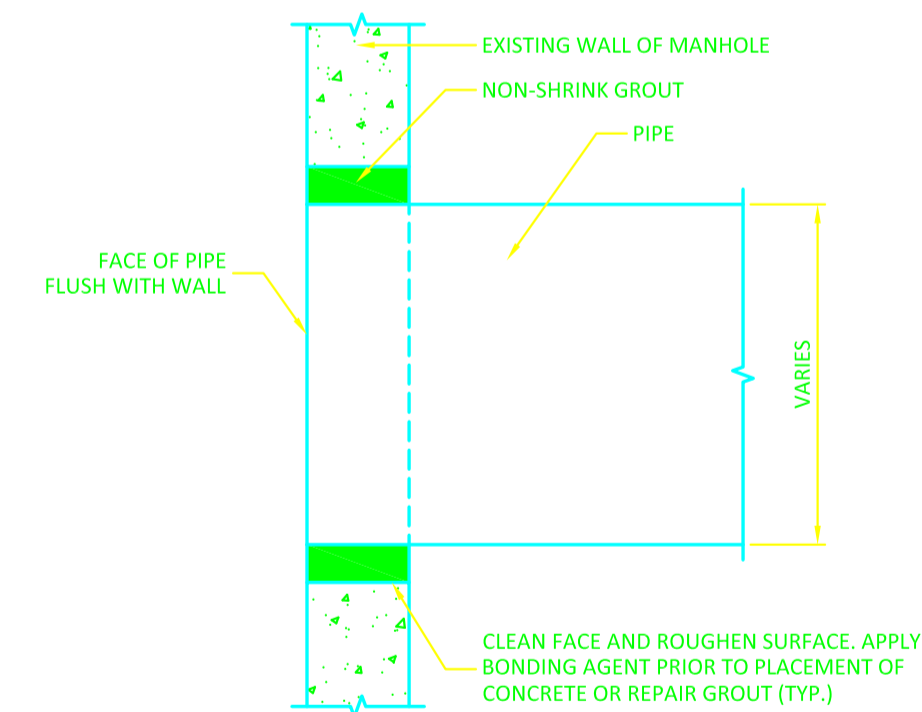 EXISTING WALL OF MANHOLE
NON-SHRINK GROUT
PIPE
FACE OF PIPE
FLUSH WITH WALL
VARIES
CLEAN FACE AND ROUGHEN SURFACE. APPLY
BONDING AGENT PRIOR TO PLACEMENT OF
CONCRETE OR REPAIR GROUT (TYP.)